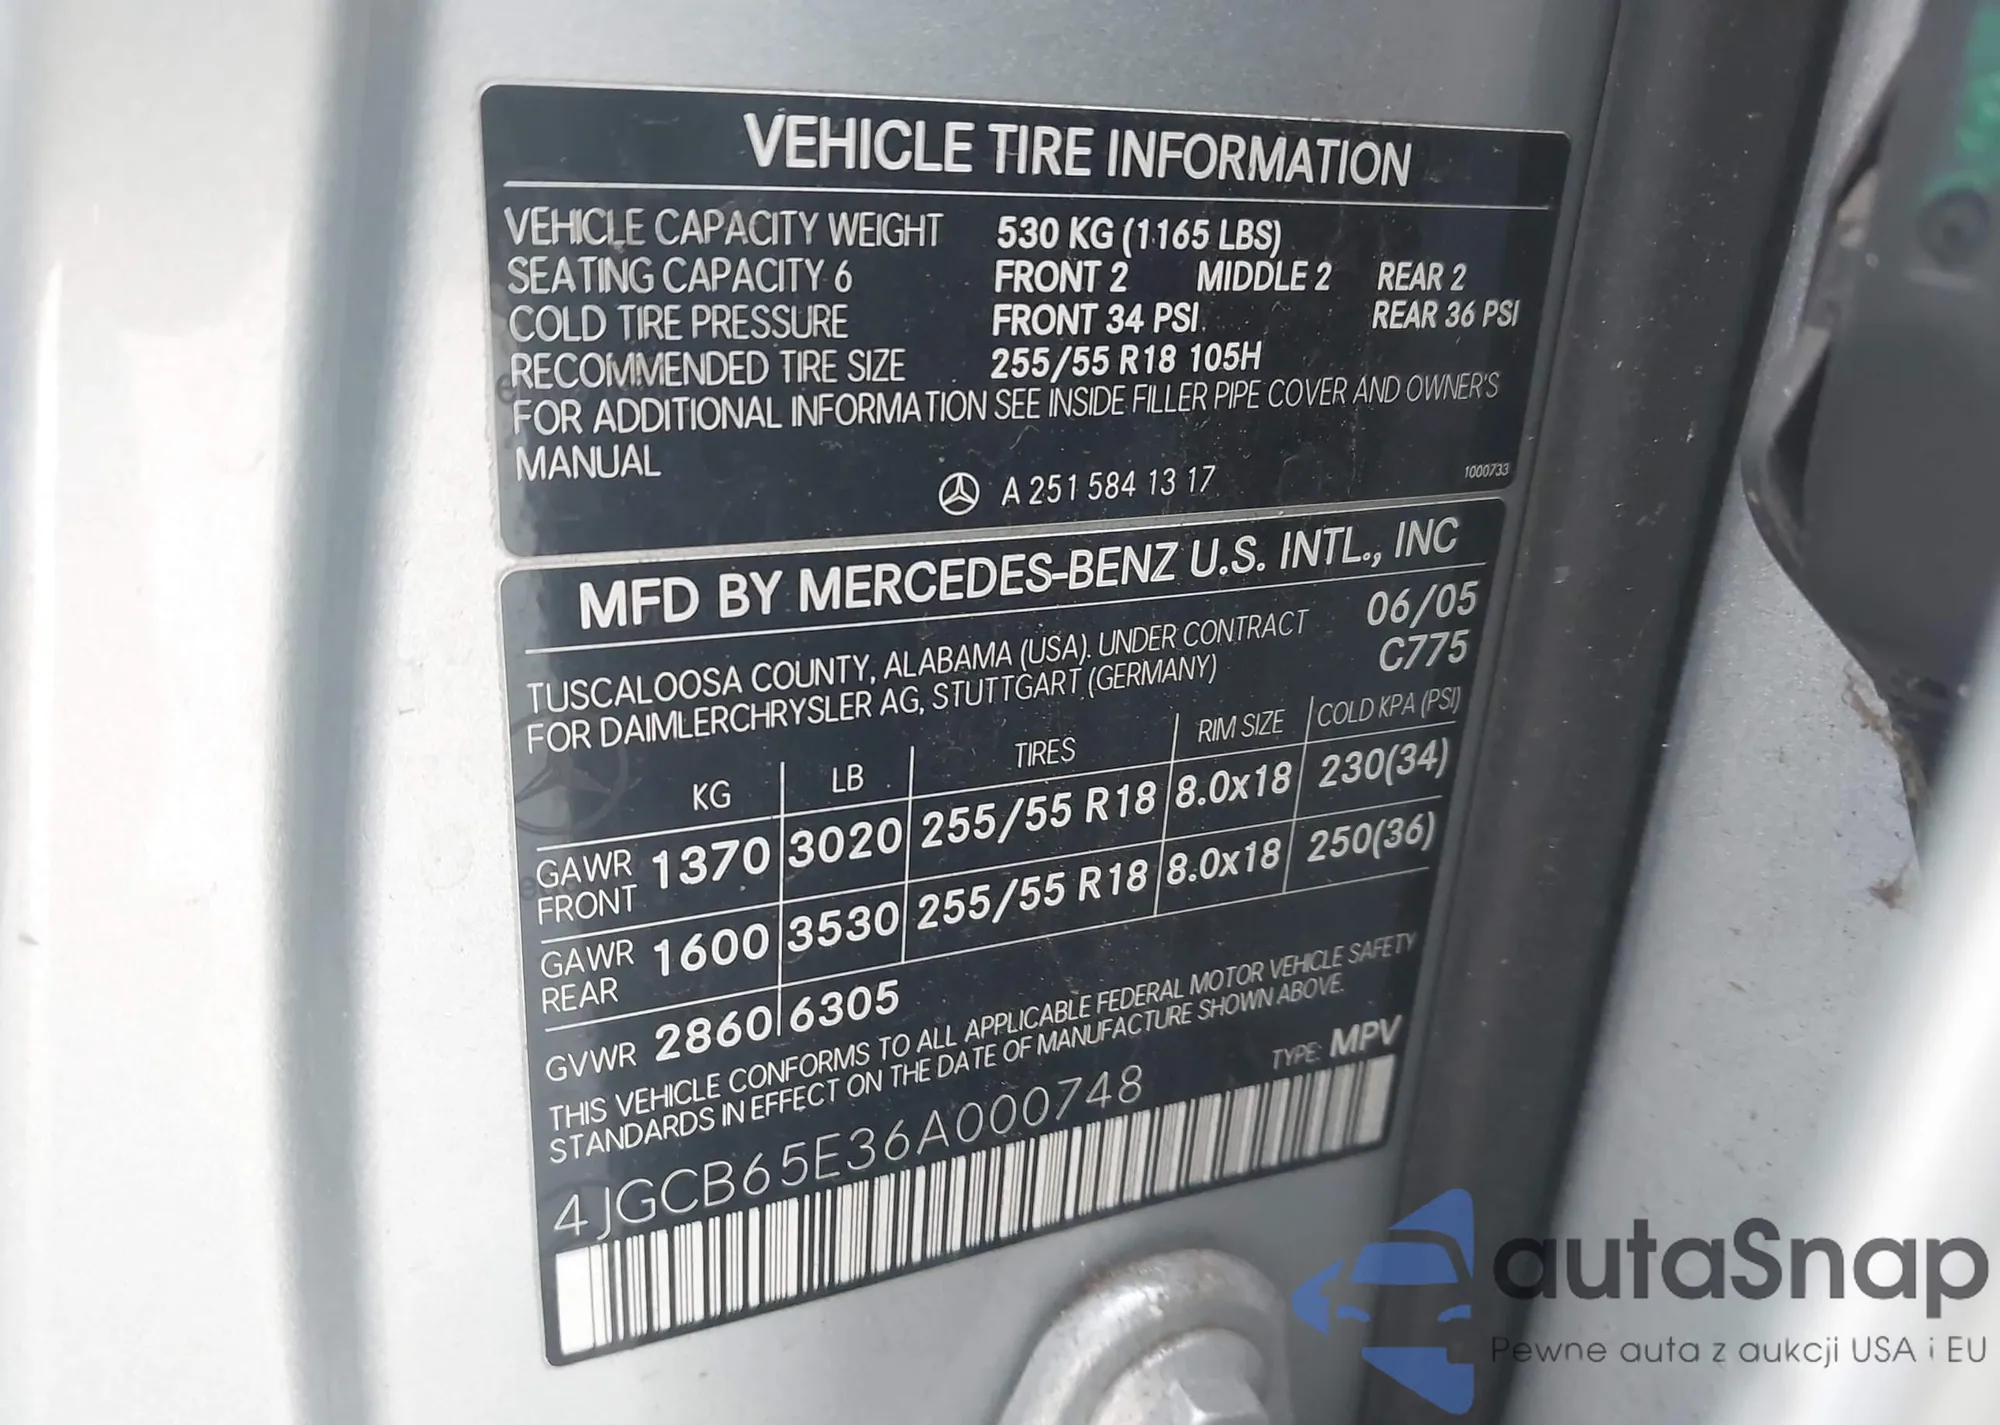 VEHICLE TIRE INFORMATION
VEHICLE CAPACITY WEIGHT 530 KG (1165 LBS)
SEATING CAPACITY 6 FRONT 2 MIDDLE 2 REAR 2
COLD TIRE PRESSURE FRONT 34 PSI REAR 36 PSI
RECOMMENDED TIRE SIZE 255/55 R18 105H
FOR ADDITIONAL INFORMATION SEE INSIDE FILLER PIPE COVER AND OWNER'S
MANUAL
A 251 584 13 17 1000733
MFD BY MERCEDES-BENZ U.S. INTL., INC
TUSCALOOSA COUNTY, ALABAMA (USA). UNDER CONTRACT 06/05
FOR DAIMLERCHRYSLER AG, STUTTGART (GERMANY) C775
KG LB TIRES RIM SIZE COLD KPA (PSI)
GAWR FRONT 1370 3020 255/55 R18 8.0x18 230(34)
GAWR REAR 1600 3530 255/55 R18 8.0x18 250(36)
GVWR 2860 6305
THIS VEHICLE CONFORMS TO ALL APPLICABLE FEDERAL MOTOR VEHICLE SAFETY
STANDARDS IN EFFECT ON THE DATE OF MANUFACTURE SHOWN ABOVE.
4JGCB65E36A000748 TYPE: MPV
autaSnap
Pewne auta z aukcji USA i EU